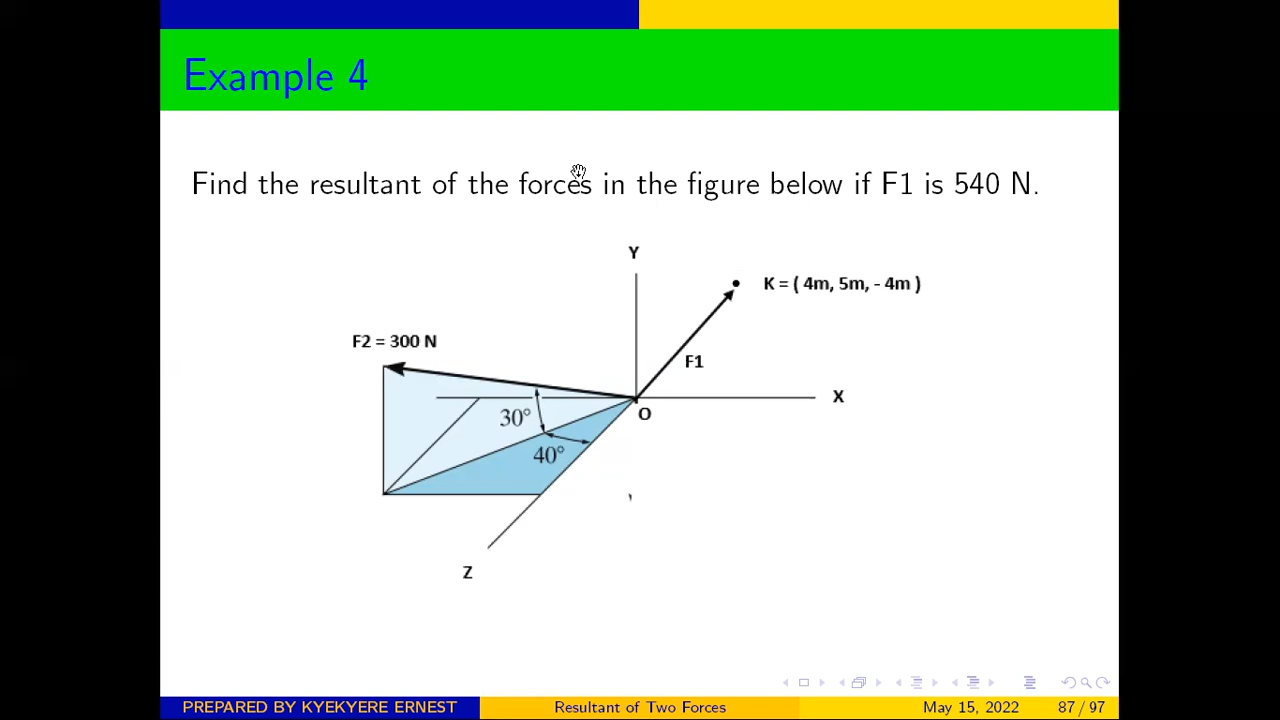 Example 4
Find the resultant of the forces in the figure below if F1 is 540 N.
Y
K = ( 4m, 5m, - 4m )
F2 = 300 N
F1
X
O
30°
40°
Z
PREPARED BY KYEKYERE ERNEST
Resultant of Two Forces
May 15, 2022
87 / 97